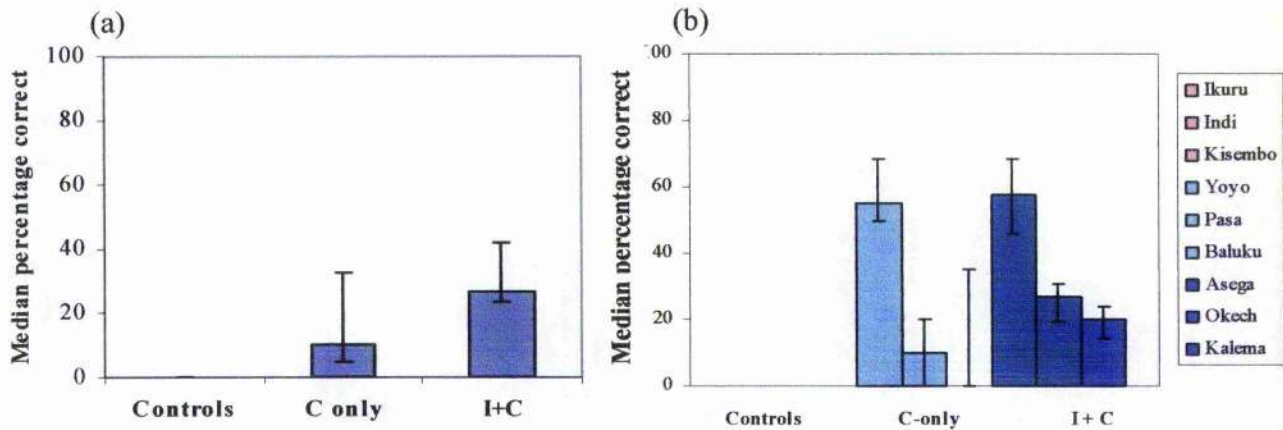 (a)
Median percentage correct
100
80
60
40
20
0
Controls C only I+C
(b)
Median percentage correct
00
80
60
40
20
0
Controls C-only I + C
Ikuru
Indi
Kisembo
Yoyo
Pasa
Baluku
Asega
Okech
Kalema